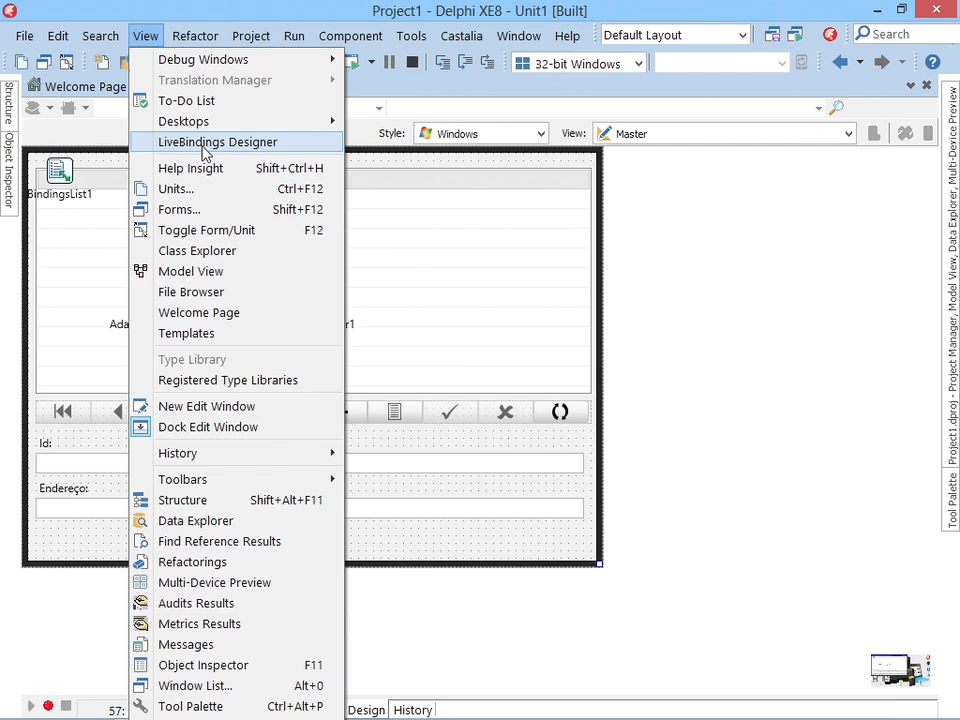 Project1 - Delphi XE8 - Unit1 [Built]
File Edit Search View Refactor Project Run Component Tools Castalia Window Help Default Layout Search
32-bit Windows
Welcome Page
Style: Windows View: Master
Structure
Object Inspector
BindingsList1
Ada
r1
Id:
Endereço:
Debug Windows
Translation Manager
To-Do List
Desktops
LiveBindings Designer
Help Insight Shift+Ctrl+H
Units... Ctrl+F12
Forms... Shift+F12
Toggle Form/Unit F12
Class Explorer
Model View
File Browser
Welcome Page
Templates
Type Library
Registered Type Libraries
New Edit Window
Dock Edit Window
History
Toolbars
Structure Shift+Alt+F11
Data Explorer
Find Reference Results
Refactorings
Multi-Device Preview
Audits Results
Metrics Results
Messages
Object Inspector F11
Window List... Alt+0
Tool Palette Ctrl+Alt+P
Project1.dproj - Project Manager, Model View, Data Explorer, Multi-Device Preview
Tool Palette
57:
Design History